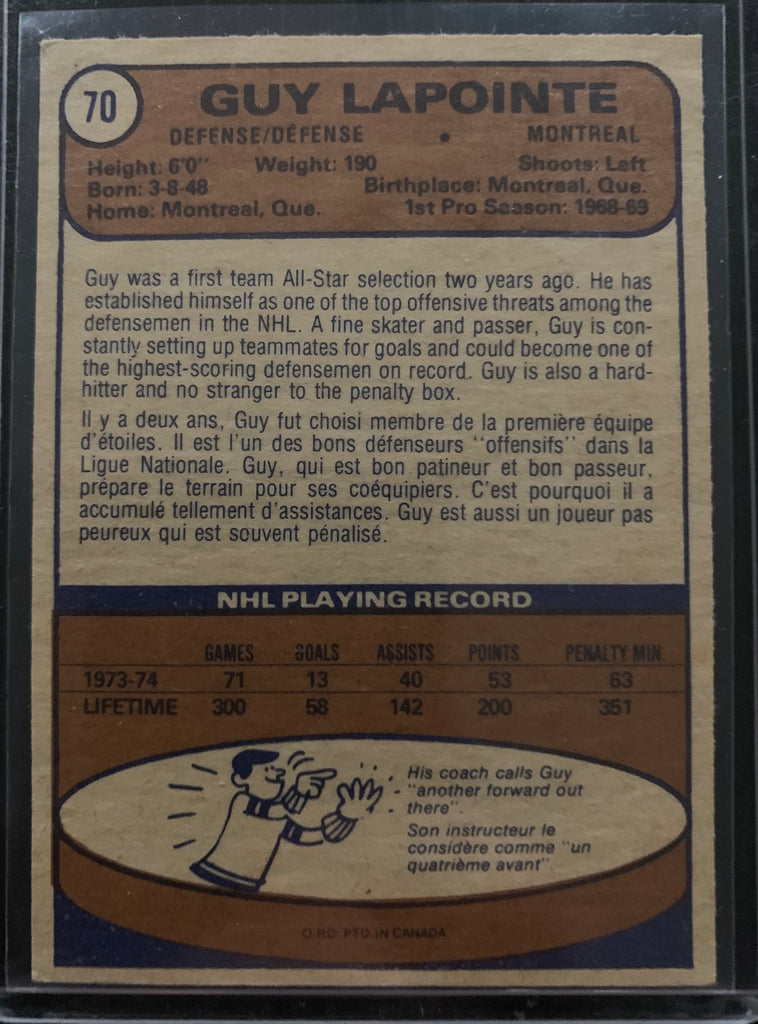 70
GUY LAPOINTE
DEFENSE/DÉFENSE • MONTREAL
Height: 6'0" Weight: 190 Shoots: Left
Born: 3-8-48 Birthplace: Montreal, Que.
Home: Montreal, Que. 1st Pro Season: 1968-69
Guy was a first team All-Star selection two years ago. He has
established himself as one of the top offensive threats among the
defensemen in the NHL. A fine skater and passer, Guy is con-
stantly setting up teammates for goals and could become one of
the highest-scoring defensemen on record. Guy is also a hard-
hitter and no stranger to the penalty box.
Il y a deux ans, Guy fut choisi membre de la première équipe
d'étoiles. Il est l'un des bons défenseurs "offensifs" dans la
Ligue Nationale. Guy, qui est bon patineur et bon passeur,
prépare le terrain pour ses coéquipiers. C'est pourquoi il a
accumulé tellement d'assistances. Guy est aussi un joueur pas
peureux qui est souvent pénalisé.
NHL PLAYING RECORD
GAMES GOALS ASSISTS POINTS PENALTY MIN.
1973-74 71 13 40 53 63
LIFETIME 300 58 142 200 351
His coach calls Guy
"another forward out
there".
Son instructeur le
considère comme "un
quatrième avant".
O.P.C. PTD. IN CANADA